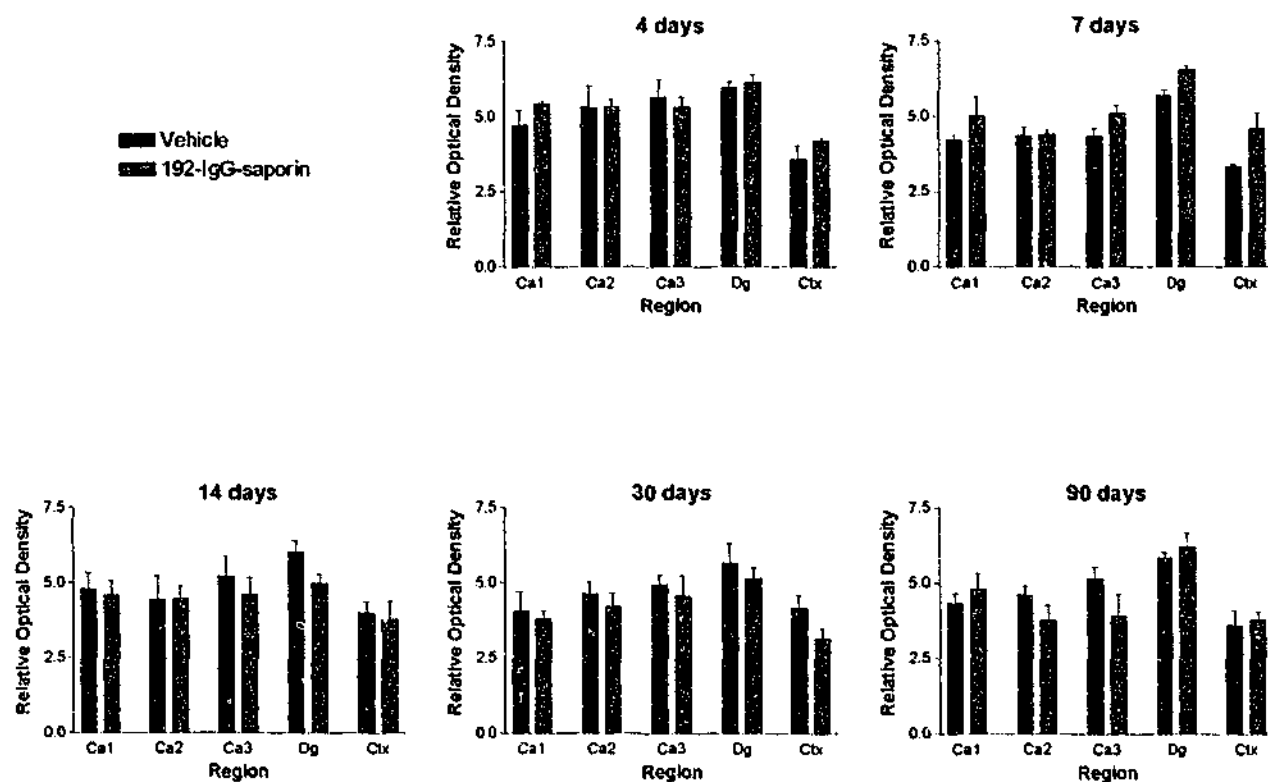 4 days
7 days
Vehicle
192-IgG-saporin
Relative Optical Density
7.5
5.0
2.5
0.0
Ca1 Ca2 Ca3 Dg Ctx
Region
Relative Optical Density
7.5
5.0
2.5
0.0
Ca1 Ca2 Ca3 Dg Ctx
Region
14 days
30 days
90 days
Relative Optical Density
7.5
5.0
2.5
0.0
Ca1 Ca2 Ca3 Dg Ctx
Region
Relative Optical Density
7.5
5.0
2.5
0.0
Ca1 Ca2 Ca3 Dg Ctx
Region
Relative Optical Density
7.5
5.0
2.5
0.0
Ca1 Ca2 Ca3 Dg Ctx
Region